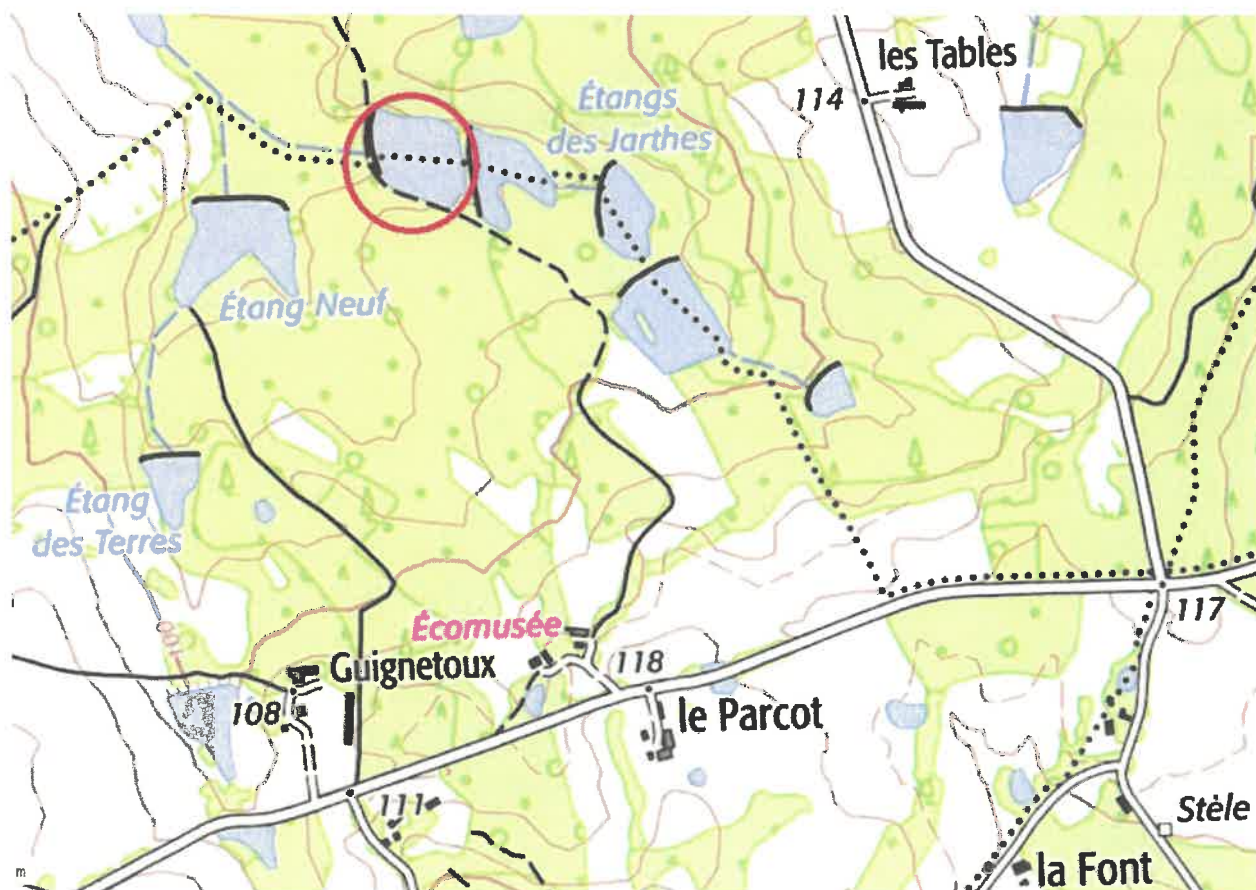 les Tables
114
Étangs
des Jarthes
Étang Neuf
Étang
des Terres
100
Écomusée
Guignetoux
118
117
108
le Parcot
111
Stèle
la Font
m